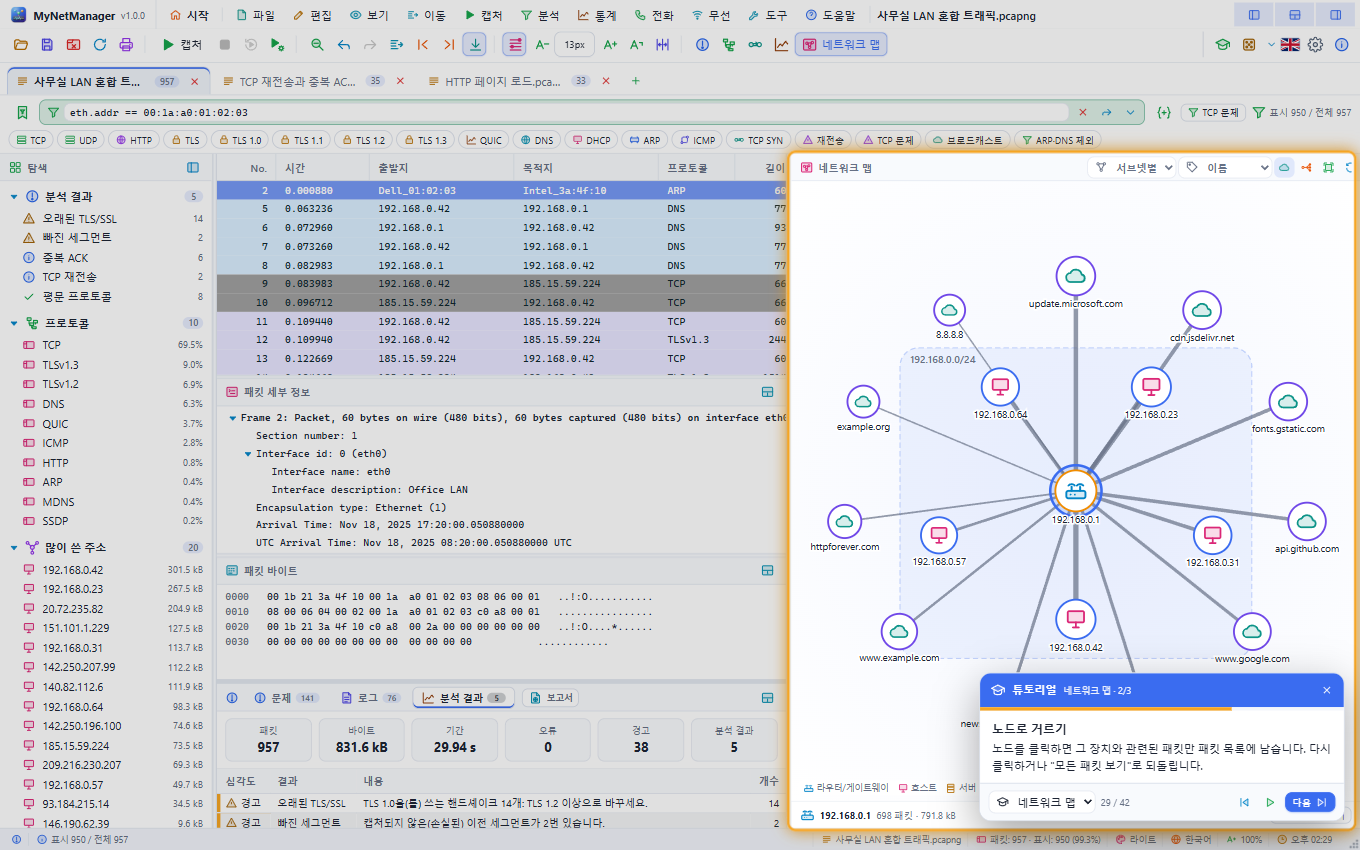 MyNetManager v1.0.0 시작 파일 편집 보기 이동 캡처 분석 통계 전화 무선 도구 도움말 사무실 LAN 혼합 트래픽.pcapng
캡처 13px 네트워크 맵
사무실 LAN 혼합 트... 957 TCP 재전송과 중복 ACK... 35 HTTP 페이지 로드.pca... 33
eth.addr == 00:1a:a0:01:02:03 TCP 문제 표시 950 / 전체 957
TCP UDP HTTP TLS TLS 1.0 TLS 1.1 TLS 1.2 TLS 1.3 QUIC DNS DHCP ARP ICMP TCP SYN 재전송 TCP 문제 브로드캐스트 ARP·DNS 제외
탐색
분석 결과 5
오래된 TLS/SSL 14
빠진 세그먼트 2
중복 ACK 6
TCP 재전송 2
평문 프로토콜 8
프로토콜 10
TCP 69.5%
TLSv1.3 9.0%
TLSv1.2 6.9%
DNS 6.3%
QUIC 3.7%
ICMP 2.8%
HTTP 0.8%
ARP 0.4%
MDNS 0.4%
SSDP 0.2%
많이 쓴 주소 20
192.168.0.42 301.5 kB
192.168.0.23 267.5 kB
20.72.235.82 204.9 kB
151.101.1.229 127.5 kB
192.168.0.31 113.7 kB
142.250.207.99 112.2 kB
140.82.112.6 111.9 kB
192.168.0.64 98.3 kB
142.250.196.100 74.6 kB
185.15.59.224 73.5 kB
209.216.230.207 69.3 kB
192.168.0.57 49.7 kB
93.184.215.14 34.5 kB
146.190.62.39 9.6 kB
No. 시간 출발지 목적지 프로토콜 길이
2 0.000880 Dell_01:02:03 Intel_3a:4f:10 ARP 60
5 0.063236 192.168.0.42 192.168.0.1 DNS 77
6 0.072960 192.168.0.1 192.168.0.42 DNS 93
7 0.073260 192.168.0.42 192.168.0.1 DNS 77
8 0.082983 192.168.0.1 192.168.0.42 DNS
9 0.083983 192.168.0.42 185.15.59.224 TCP 66
10 0.096712 185.15.59.224 192.168.0.42 TCP 66
11 0.109440 192.168.0.42 185.15.59.224 TCP 60
12 0.109940 192.168.0.42 185.15.59.224 TLSv1.3 244
13 0.122669 185.15.59.224 192.168.0.42 TCP 60
패킷 세부 정보
Frame 2: Packet, 60 bytes on wire (480 bits), 60 bytes captured (480 bits) on interface eth0
Section number: 1
Interface id: 0 (eth0)
Interface name: eth0
Interface description: Office LAN
Encapsulation type: Ethernet (1)
Arrival Time: Nov 18, 2025 17:20:00.050880000
UTC Arrival Time: Nov 18, 2025 08:20:00.050880000 UTC
패킷 바이트
0000 00 1b 21 3a 4f 10 00 1a a0 01 02 03 08 06 00 01 ..!:O...........
0010 08 00 06 04 00 02 00 1a a0 01 02 03 c0 a8 00 01 ................
0020 00 1b 21 3a 4f 10 c0 a8 00 2a 00 00 00 00 00 00 ..!:O....*......
0030 00 00 00 00 00 00 00 00 00 00 00 00 ............
문제 141 로그 76 분석 결과 5 보고서
패킷 바이트 기간 오류 경고 분석 결과
957 831.6 kB 29.94 s 0 38 5
심각도 결과 내용 개수
경고 오래된 TLS/SSL TLS 1.0을(를) 쓰는 핸드셰이크 14개: TLS 1.2 이상으로 바꾸세요. 14
경고 빠진 세그먼트 캡처되지 않은(손실된) 이전 세그먼트가 2번 있습니다. 2
네트워크 맵 서브넷별 이름
update.microsoft.com
8.8.8.8
cdn.jsdelivr.net
192.168.0.0/24
192.168.0.64
192.168.0.23
example.org
fonts.gstatic.com
192.168.0.1
httpforever.com
192.168.0.57
192.168.0.31
api.github.com
www.example.com
192.168.0.42
www.google.com
new
튜토리얼 네트워크 맵 · 2/3
노드로 거르기
노드를 클릭하면 그 장치와 관련된 패킷만 패킷 목록에 남습니다. 다시
클릭하거나 "모든 패킷 보기"로 되돌립니다.
네트워크 맵 29 / 42 다음
라우터/게이트웨이 호스트 서버
192.168.0.1 698 패킷 · 791.8 kB
표시 950 / 전체 957 사무실 LAN 혼합 트래픽.pcapng 패킷: 957 · 표시: 950 (99.3%) 라이트 한국어 100% 오후 02:29